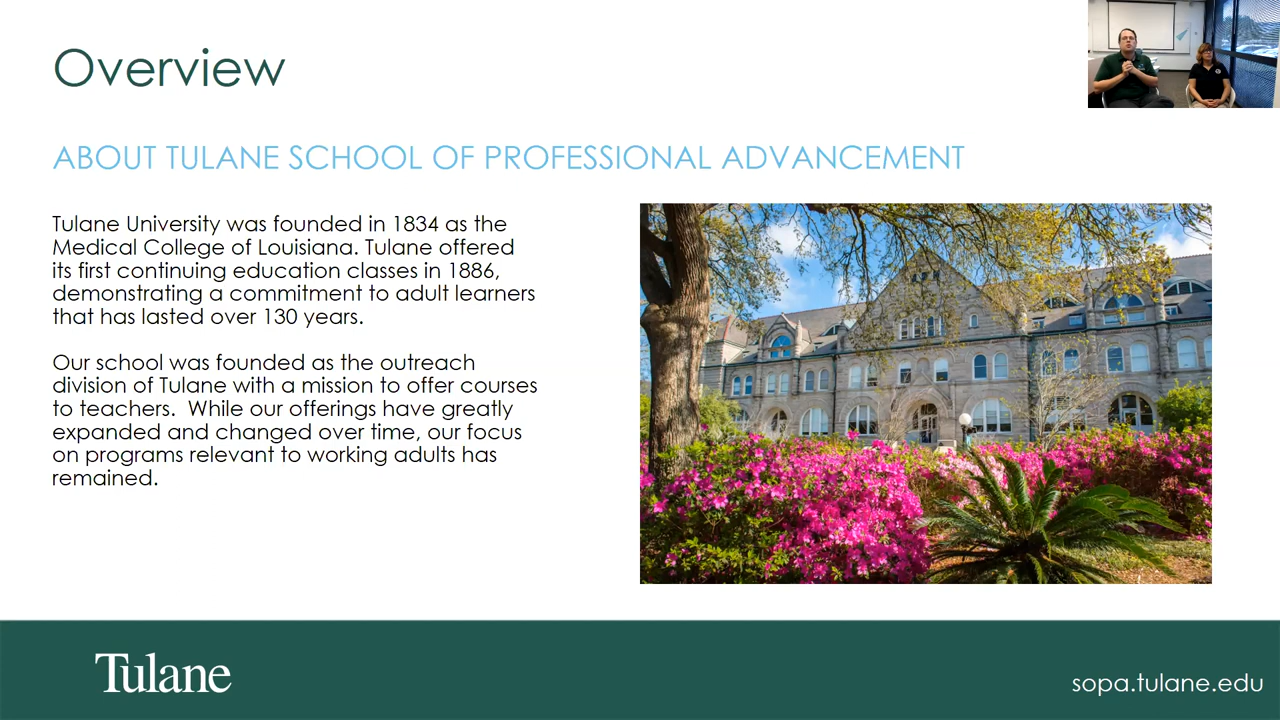 Overview
ABOUT TULANE SCHOOL OF PROFESSIONAL ADVANCEMENT
Tulane University was founded in 1834 as the
Medical College of Louisiana. Tulane offered
its first continuing education classes in 1886,
demonstrating a commitment to adult learners
that has lasted over 130 years.
Our school was founded as the outreach
division of Tulane with a mission to offer courses
to teachers.  While our offerings have greatly
expanded and changed over time, our focus
on programs relevant to working adults has
remained.
Tulane
sopa.tulane.edu